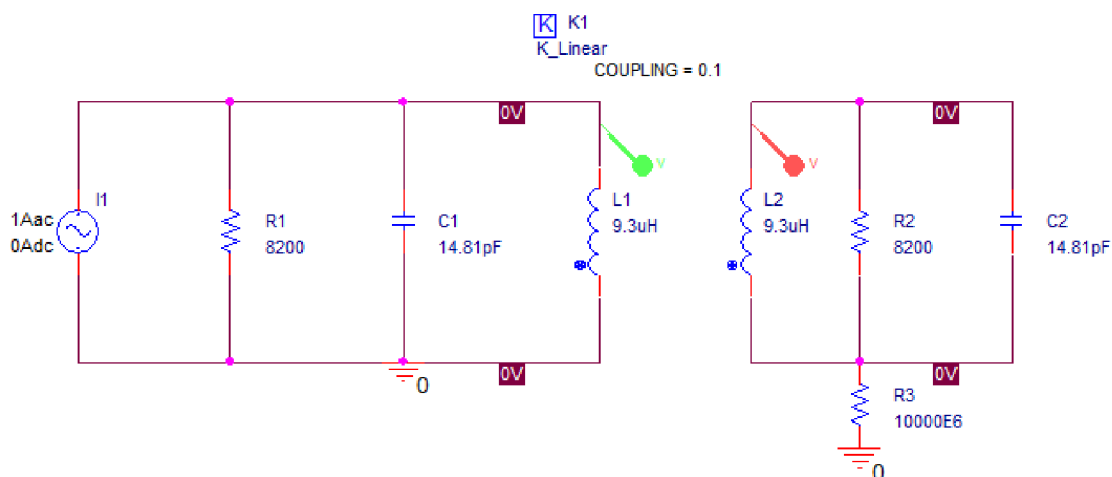 K K1
K_Linear
COUPLING = 0.1
0V
0V
I1
1Aac
0Adc
R1
8200
C1
14.81pF
L1
9.3uH
V
V
L2
9.3uH
R2
8200
C2
14.81pF
0V
0
0V
R3
10000E6
0